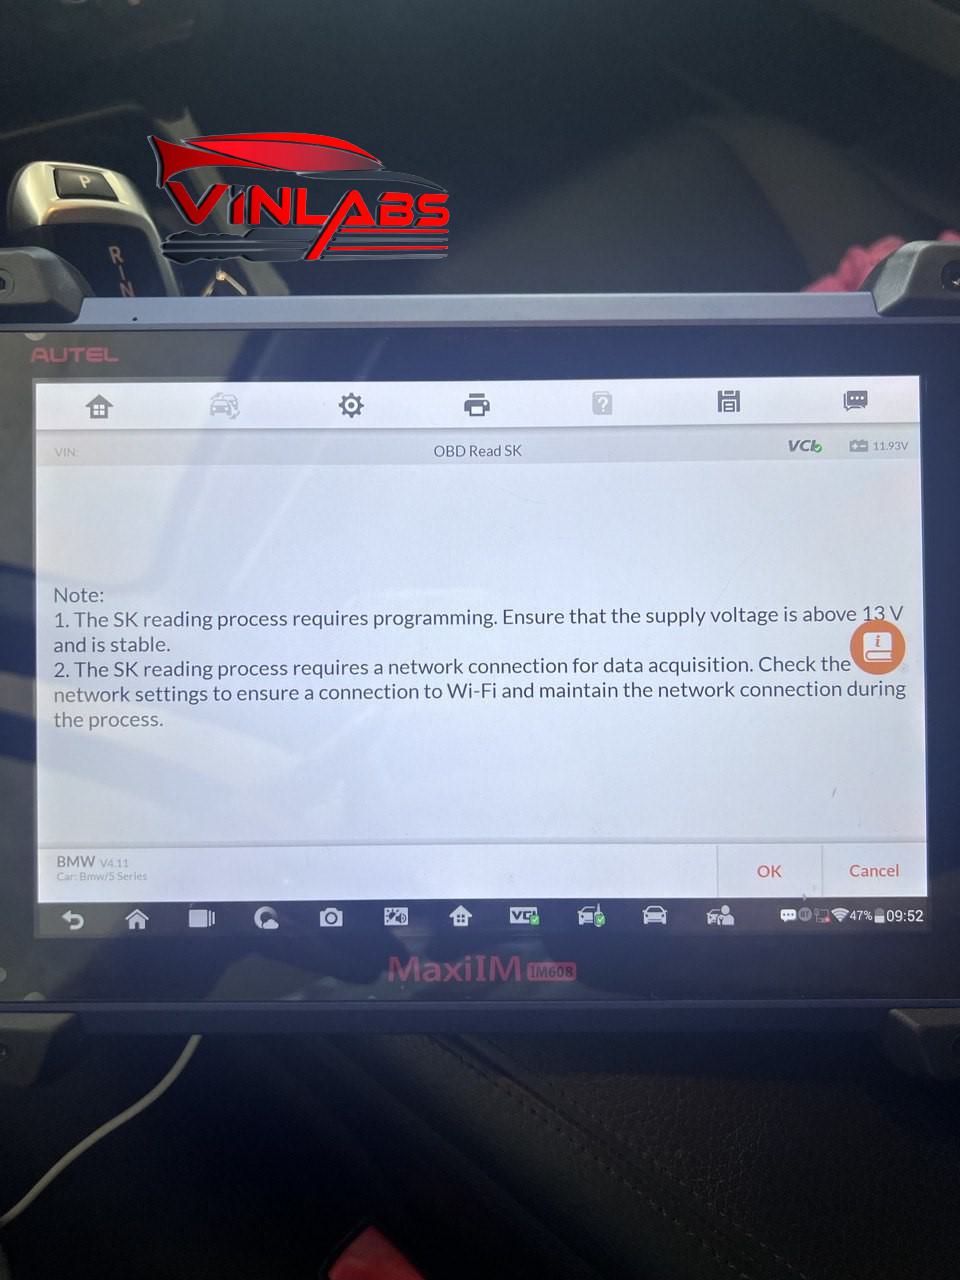 P
R
N
VINLABS
AUTEL
VIN:
OBD Read SK
VCI
11.93V
Note:
1. The SK reading process requires programming. Ensure that the supply voltage is above 13 V
and is stable.
2. The SK reading process requires a network connection for data acquisition. Check the
network settings to ensure a connection to Wi-Fi and maintain the network connection during
the process.
BMW V4.11
Car: Bmw/5 Series
OK
Cancel
47%
09:52
MaxiIM IM608